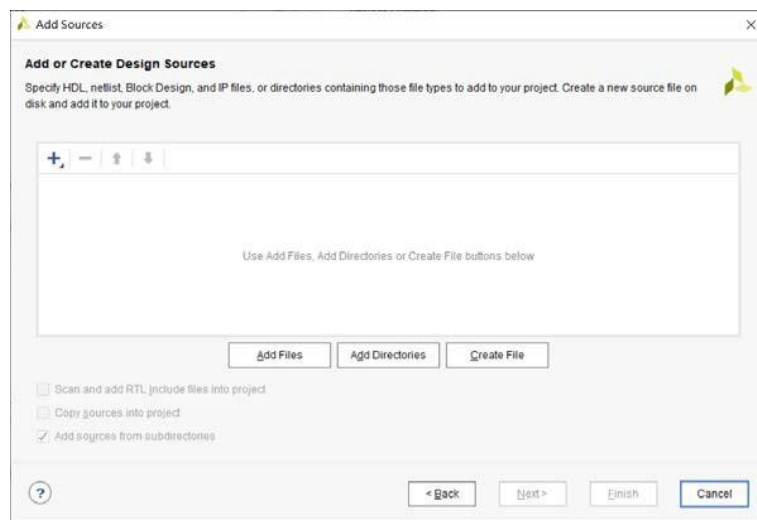 Add Sources
Add or Create Design Sources
Specify HDL, netlist, Block Design, and IP files, or directories containing those file types to add to your project. Create a new source file on
disk and add it to your project.
Use Add Files, Add Directories or Create File buttons below
Add Files
Add Directories
Create File
Scan and add RTL include files into project
Copy sources into project
Add sources from subdirectories
?
< Back
Next >
Finish
Cancel